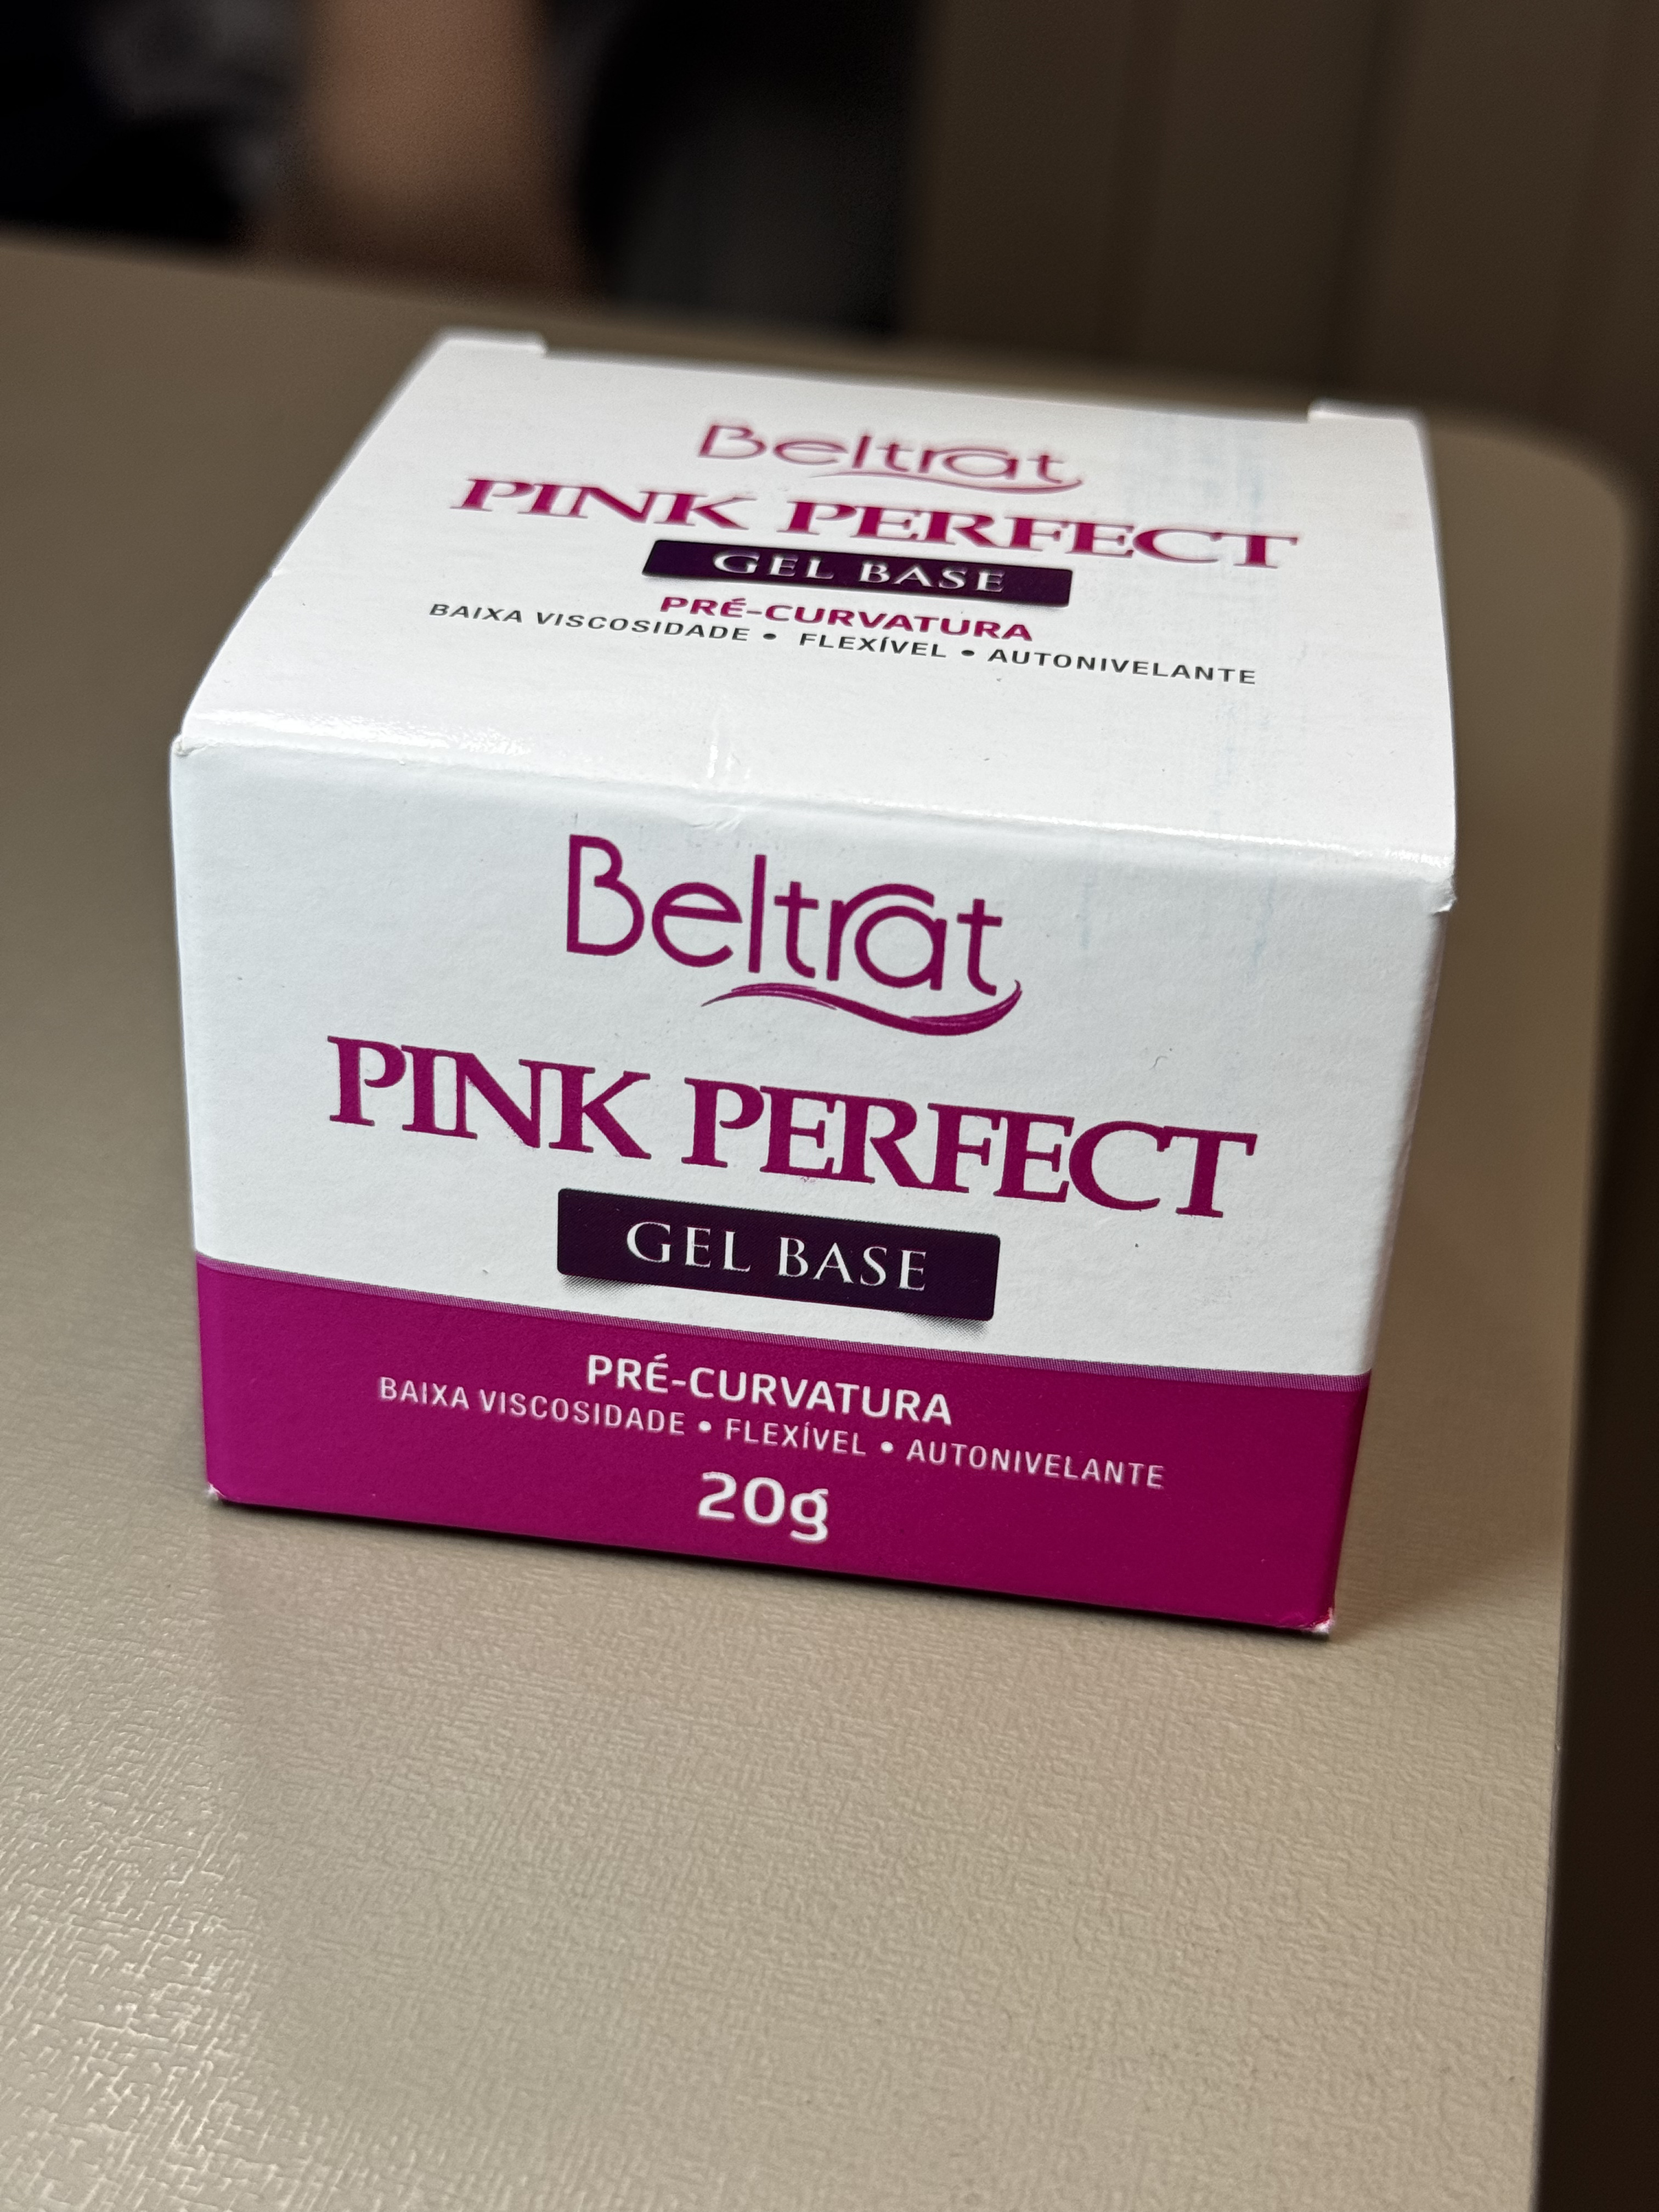 Beltrat
PINK PERFECT
GEL BASE
PRÉ-CURVATURA
BAIXA VISCOSIDADE • FLEXÍVEL • AUTONIVELANTE
Beltrat
PINK PERFECT
GEL BASE
PRÉ-CURVATURA
BAIXA VISCOSIDADE • FLEXÍVEL • AUTONIVELANTE
20g